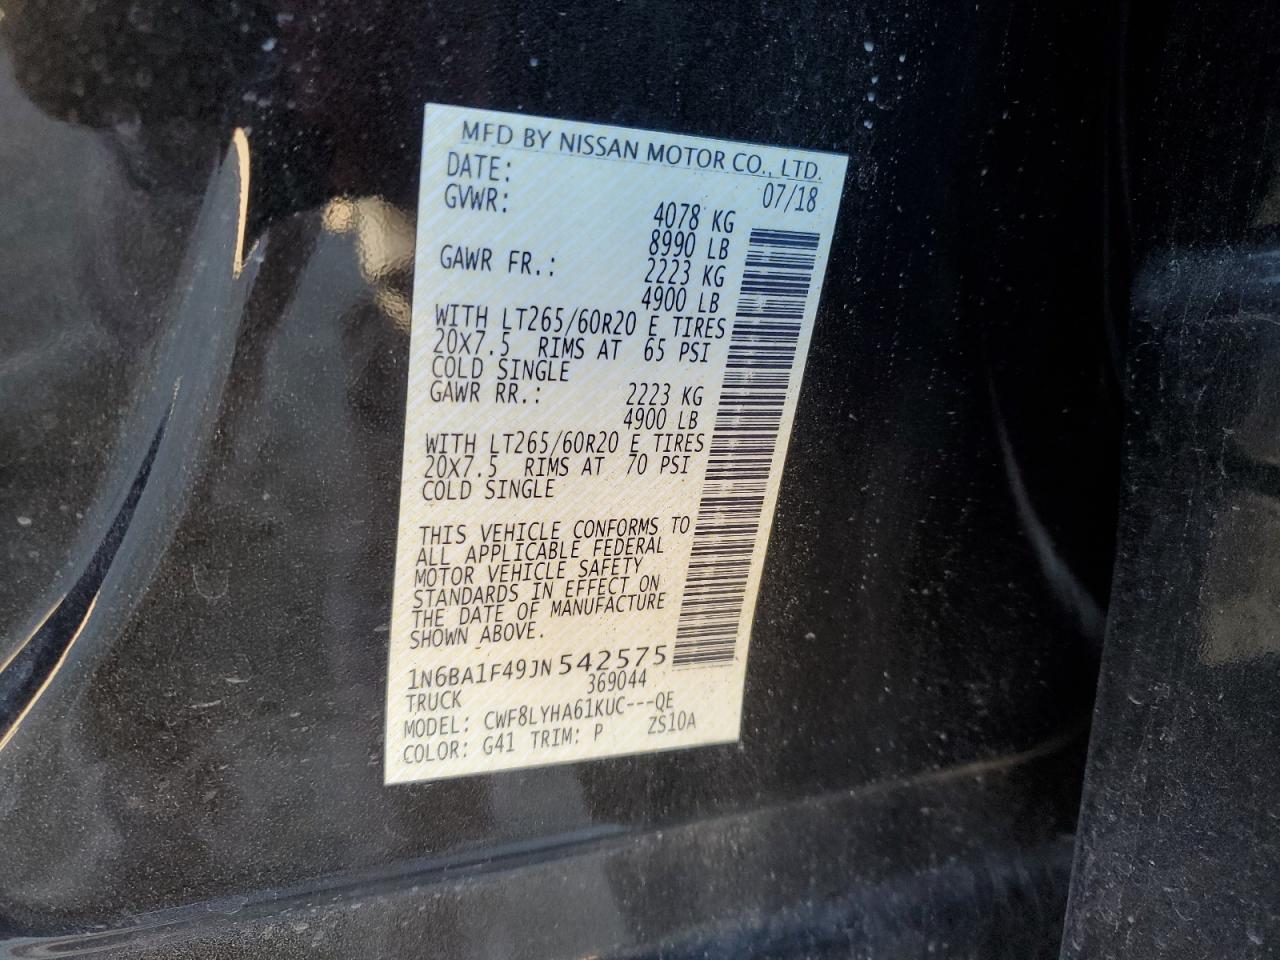 MFD BY NISSAN MOTOR CO., LTD.
DATE: 07/18
GVWR: 4078 KG
8990 LB
GAWR FR.: 2223 KG
4900 LB
WITH LT265/60R20 E TIRES
20X7.5 RIMS AT 65 PSI
COLD SINGLE
GAWR RR.: 2223 KG
4900 LB
WITH LT265/60R20 E TIRES
20X7.5 RIMS AT 70 PSI
COLD SINGLE
THIS VEHICLE CONFORMS TO
ALL APPLICABLE FEDERAL
MOTOR VEHICLE SAFETY
STANDARDS IN EFFECT ON
THE DATE OF MANUFACTURE
SHOWN ABOVE.
1N6BA1F49JN542575
TRUCK 369044
MODEL: CWF8LYHA61KUC---QE
COLOR: G41 TRIM: P ZS10A